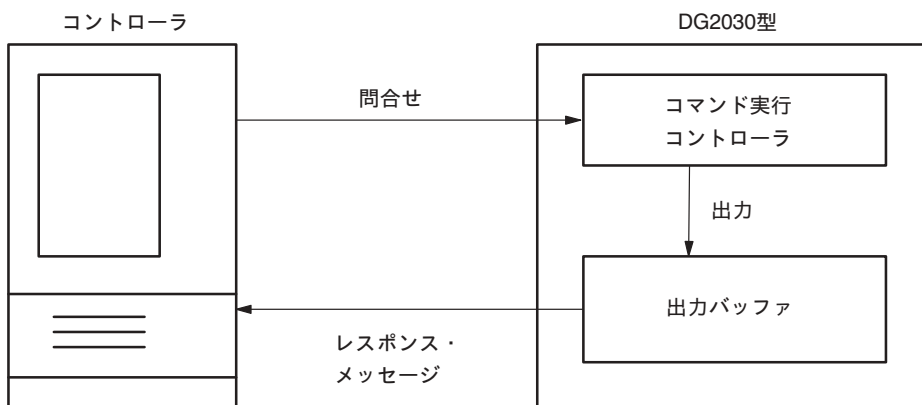 コントローラ
DG2030型
問合せ
コマンド実行
コントローラ
出力
出力バッファ
レスポンス・
メッセージ